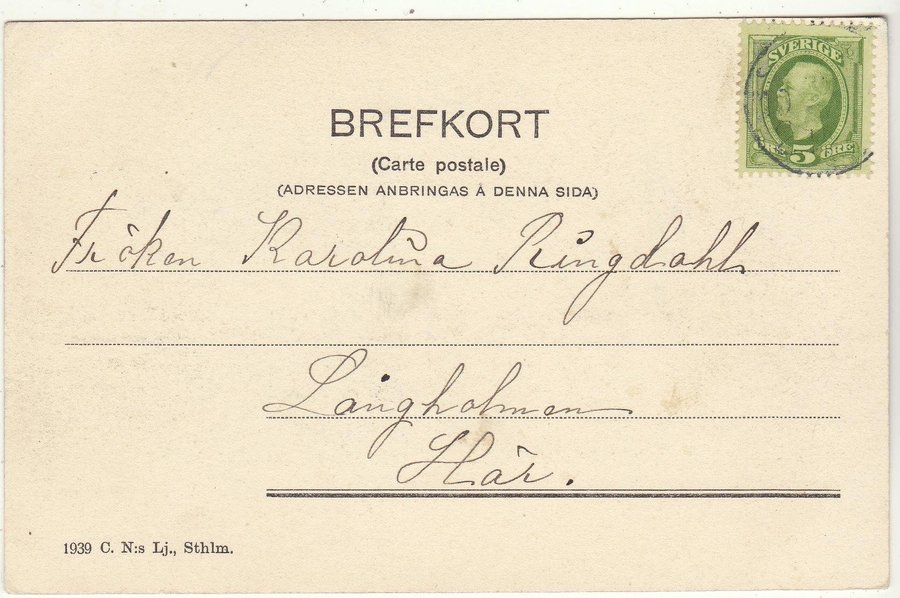 SVERIGE
5 ÖRE
BREFKORT
(Carte postale)
(ADRESSEN ANBRINGAS Å DENNA SIDA)
Fröken Karolina Ringdahl
Långholmen
Här.
1939 C. N:s Lj., Sthlm.